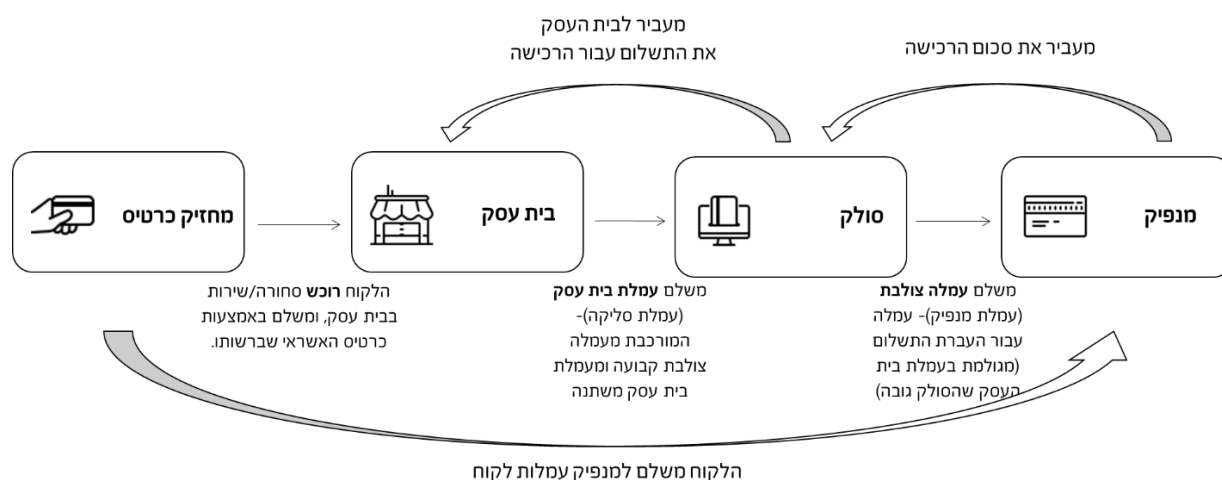 מעביר לבית העסק
את התשלום עבור הרכישה
מעביר את סכום הרכישה
מחזיק כרטיס
בית עסק
סולק
מנפיק
הלקוח רוכש סחורה/שירות
בבית עסק, ומשלם באמצעות
כרטיס האשראי שברשותו.
משלם עמלת בית עסק
(עמלת סליקה)-
המורכבת מעמלה
צולבת קבועה ומעמלת
בית עסק משתנה
משלם עמלה צולבת
(עמלת מנפיק)- עמלה
עבור העברת התשלום
(מגולמת בעמלת בית
העסק שהסולק גובה)
הלקוח משלם למנפיק עמלות לקוח